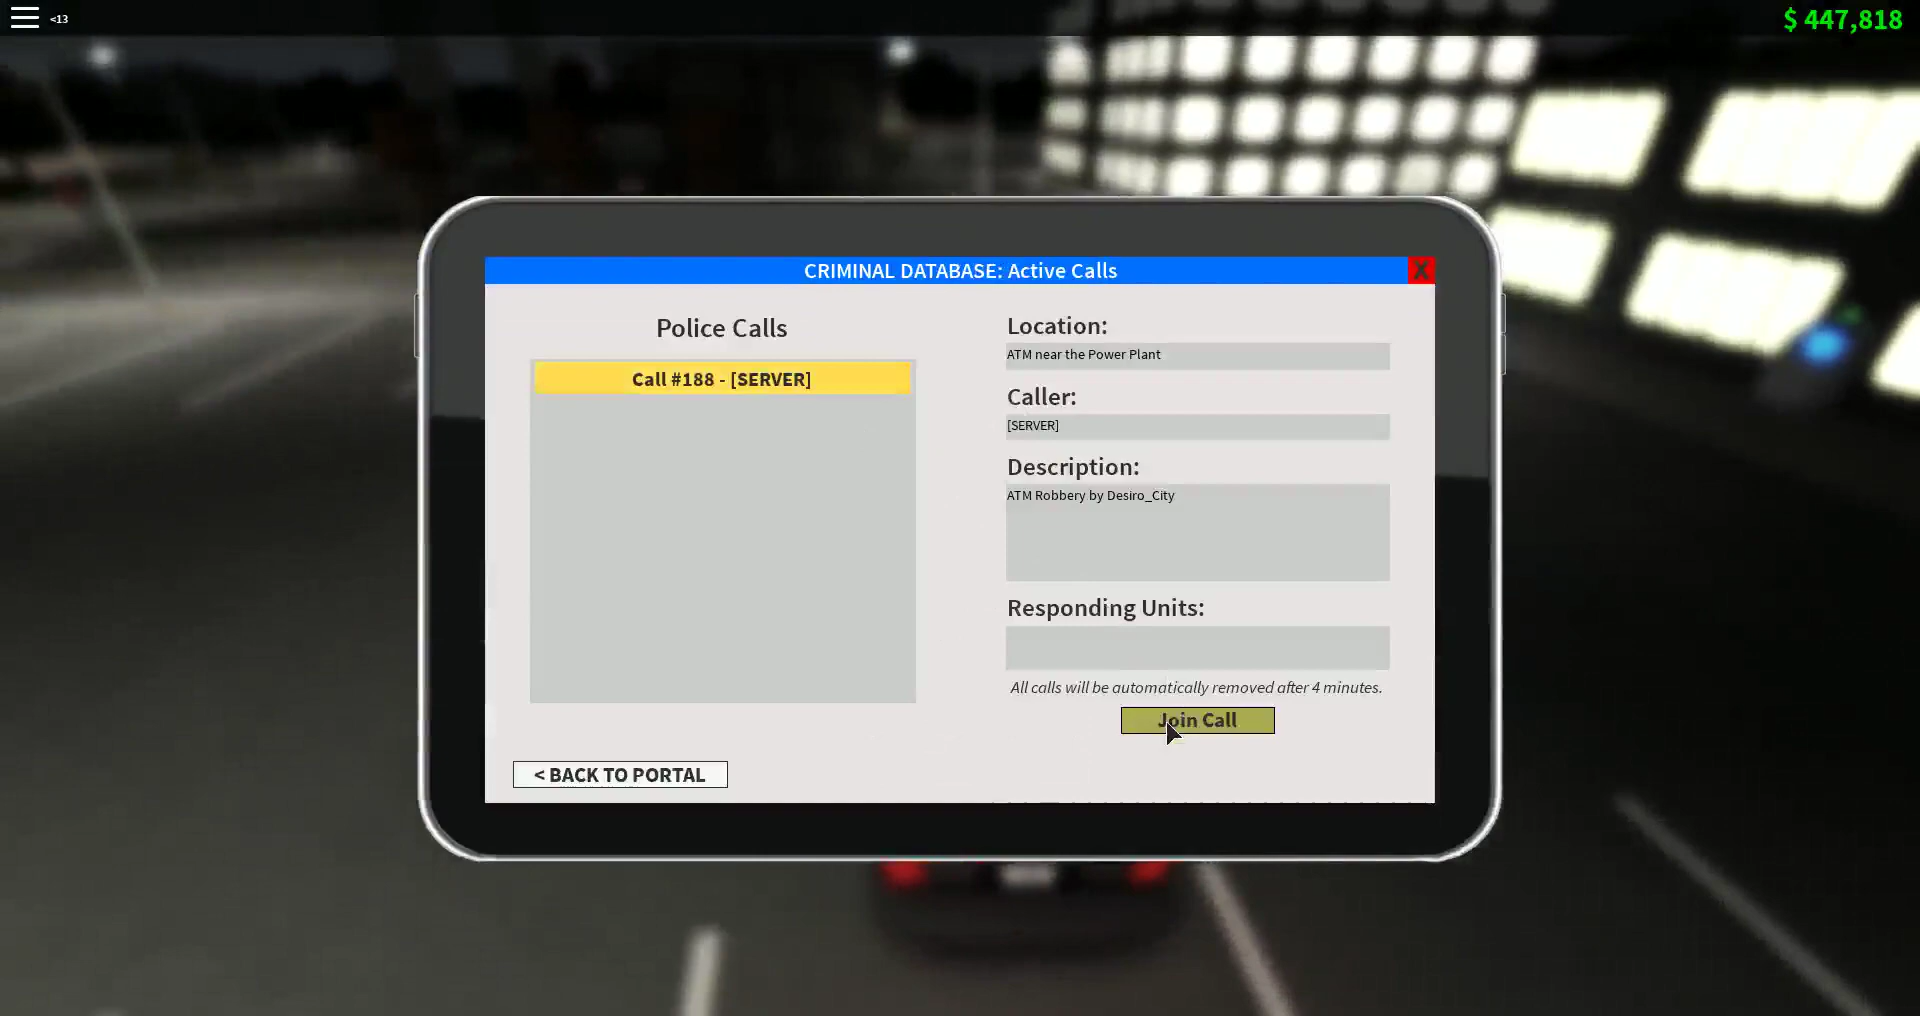 <13
$ 447,818
CRIMINAL DATABASE: Active Calls
X
Police Calls
Call #188 - [SERVER]
Location:
ATM near the Power Plant
Caller:
[SERVER]
Description:
ATM Robbery by Desiro_City
Responding Units:
All calls will be automatically removed after 4 minutes.
Join Call
< BACK TO PORTAL